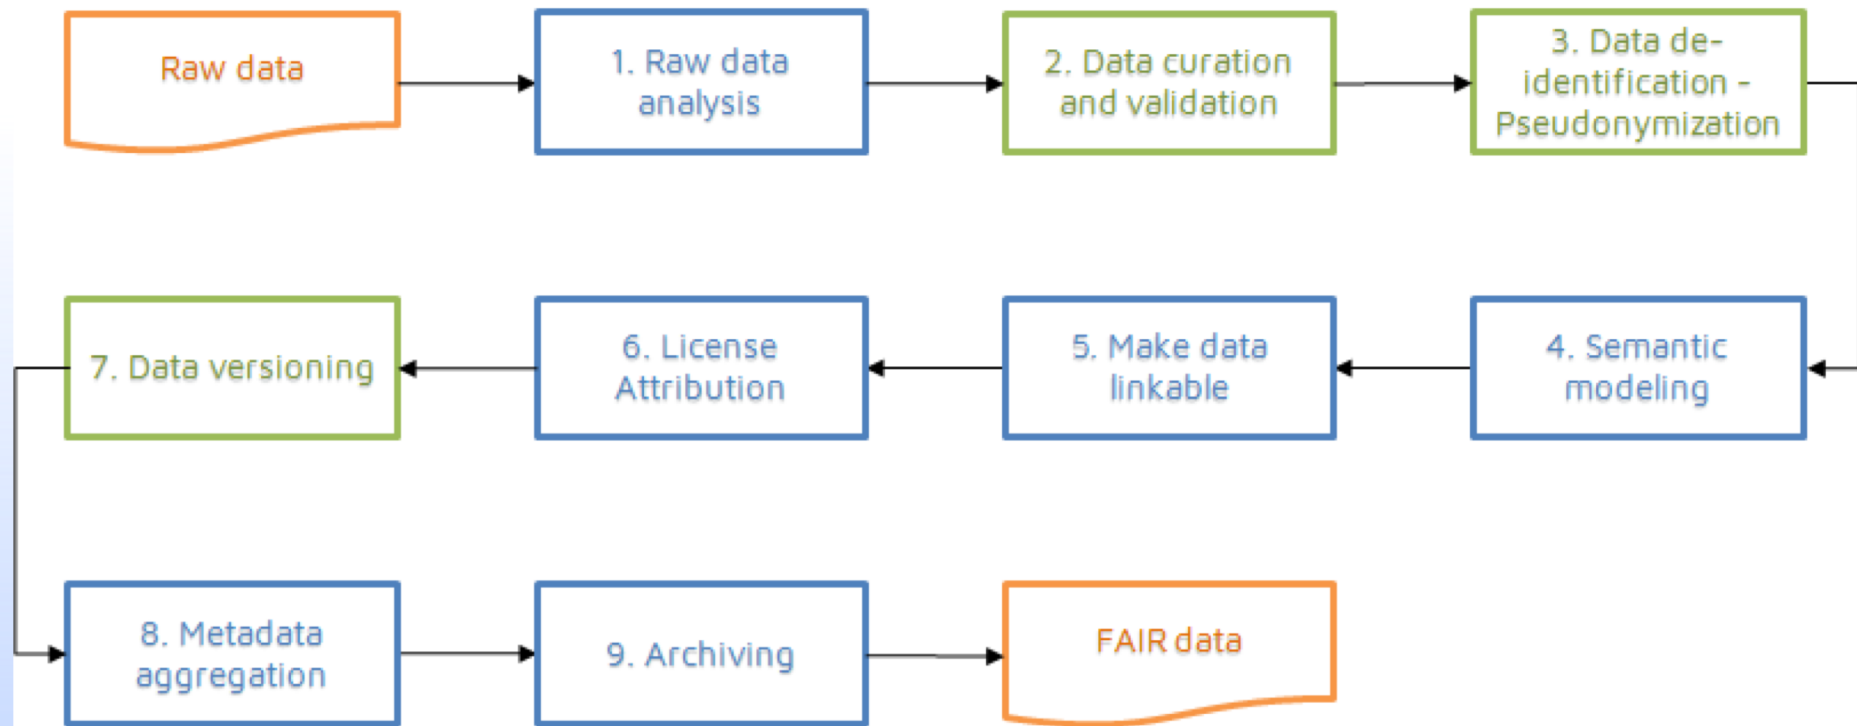 Raw data
1. Raw data
analysis
2. Data curation
and validation
3. Data de-
identification -
Pseudonymization
4. Semantic
modeling
5. Make data
linkable
6. License
Attribution
7. Data versioning
8. Metadada
aggregation
9. Archiving
FAIR data